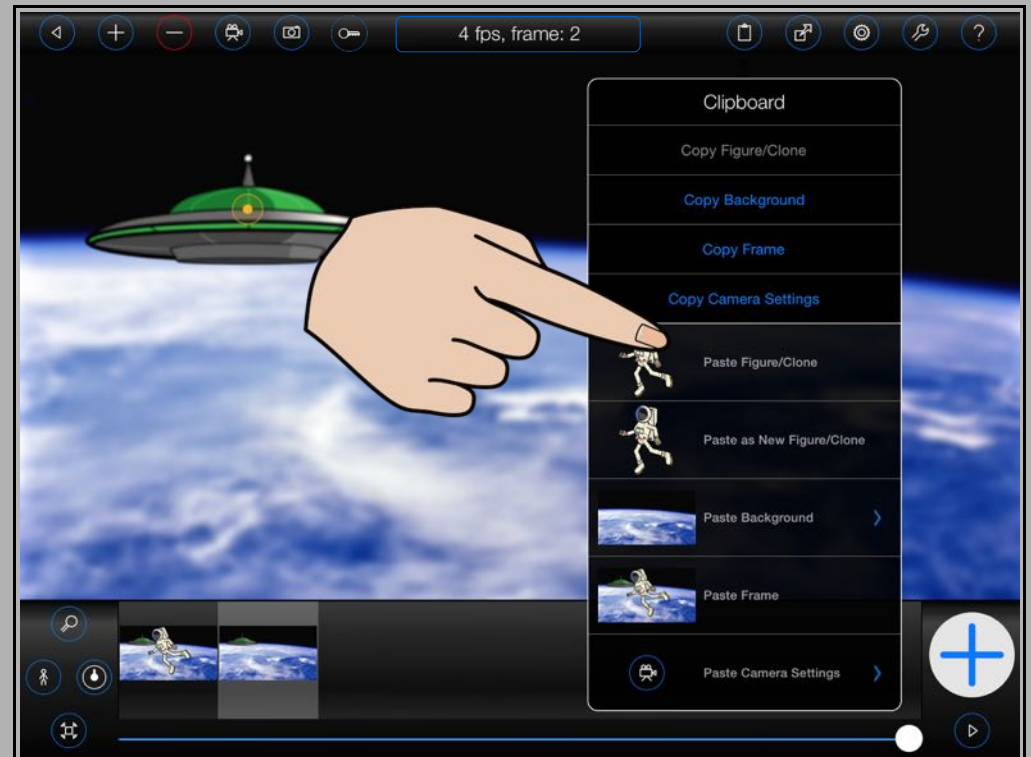 4 fps, frame: 2
?
Clipboard
Copy Figure/Clone
Copy Background
Copy Frame
Copy Camera Settings
Paste Figure/Clone
Paste as New Figure/Clone
Paste Background
Paste Frame
Paste Camera Settings